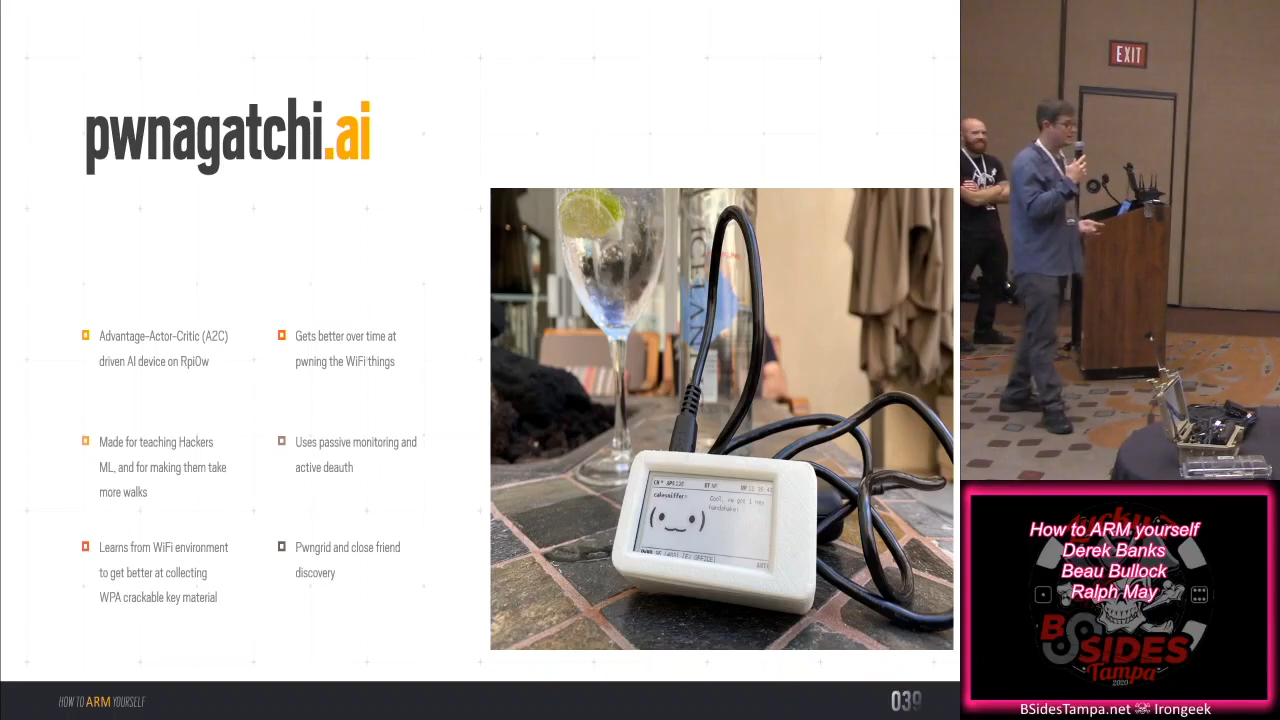 pwnagatchi.ai
Advantage-Actor-Critic (A2C)
driven AI device on Rpi0w
Gets better over time at
pwning the WiFi things
Made for teaching Hackers
ML, and for making them take
more walks
Uses passive monitoring and
active deauth
Learns from WiFi environment
to get better at collecting
WPA crackable key material
Pwngrid and close friend
discovery
cakesniffer>
Cool, we got 1 new
handshake!
HOW TO ARM YOURSELF
039
EXIT
How to ARM yourself
Derek Banks
Beau Bullock
Ralph May
BSIDES
Tampa
2020
BSidesTampa.net Irongeek